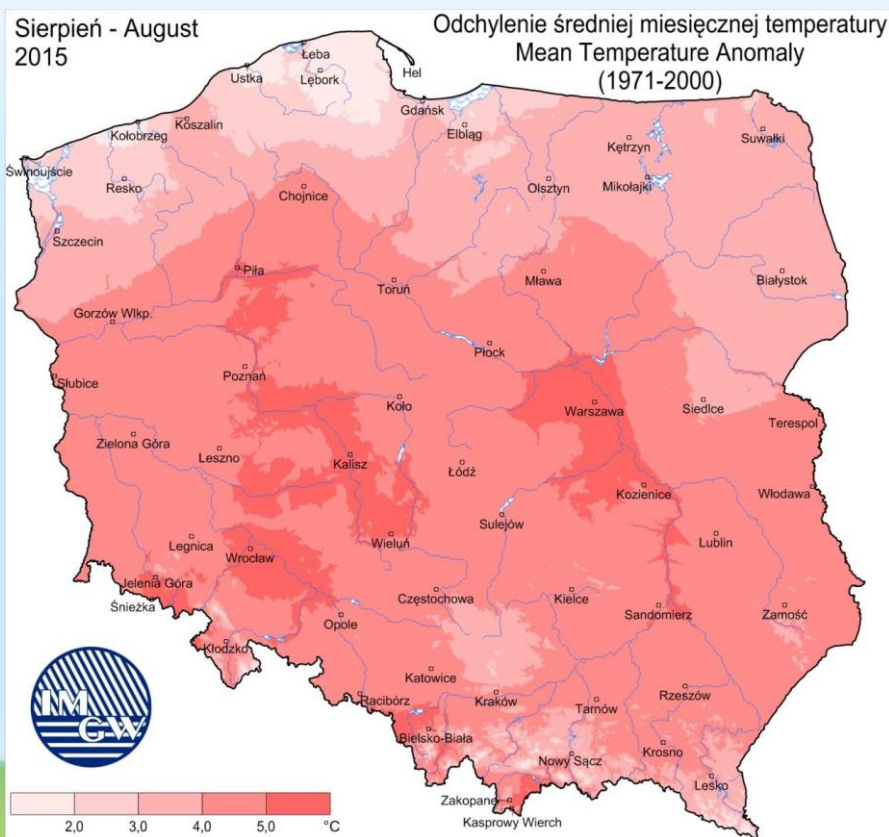 Sierpień - August
2015
Odchylenie średniej miesięcznej temperatury
Mean Temperature Anomaly
(1971-2000)
Łeba
Ustka
Lębork
Hel
Gdańsk
Koszalin
Kołobrzeg
Elbląg
Suwałki
Kętrzyn
Świnoujście
Resko
Chojnice
Olsztyn
Mikołajki
Szczecin
Piła
Toruń
Mława
Białystok
Gorzów Wlkp.
Płock
Słubice
Poznań
Koło
Warszawa
Siedlce
Terespol
Zielona Góra
Leszno
Kalisz
Łódź
Kozienice
Włodawa
Sulejów
Legnica
Wrocław
Wieluń
Lublin
Jelenia Góra
Śnieżka
Częstochowa
Kielce
Sandomierz
Zamość
Opole
Kłodzko
Katowice
Racibórz
Kraków
Tarnów
Rzeszów
Bielsko-Biała
Nowy Sącz
Krosno
Lesko
Zakopane
Kasprowy Wierch
IM
GW
2,0 3,0 4,0 5,0 °C